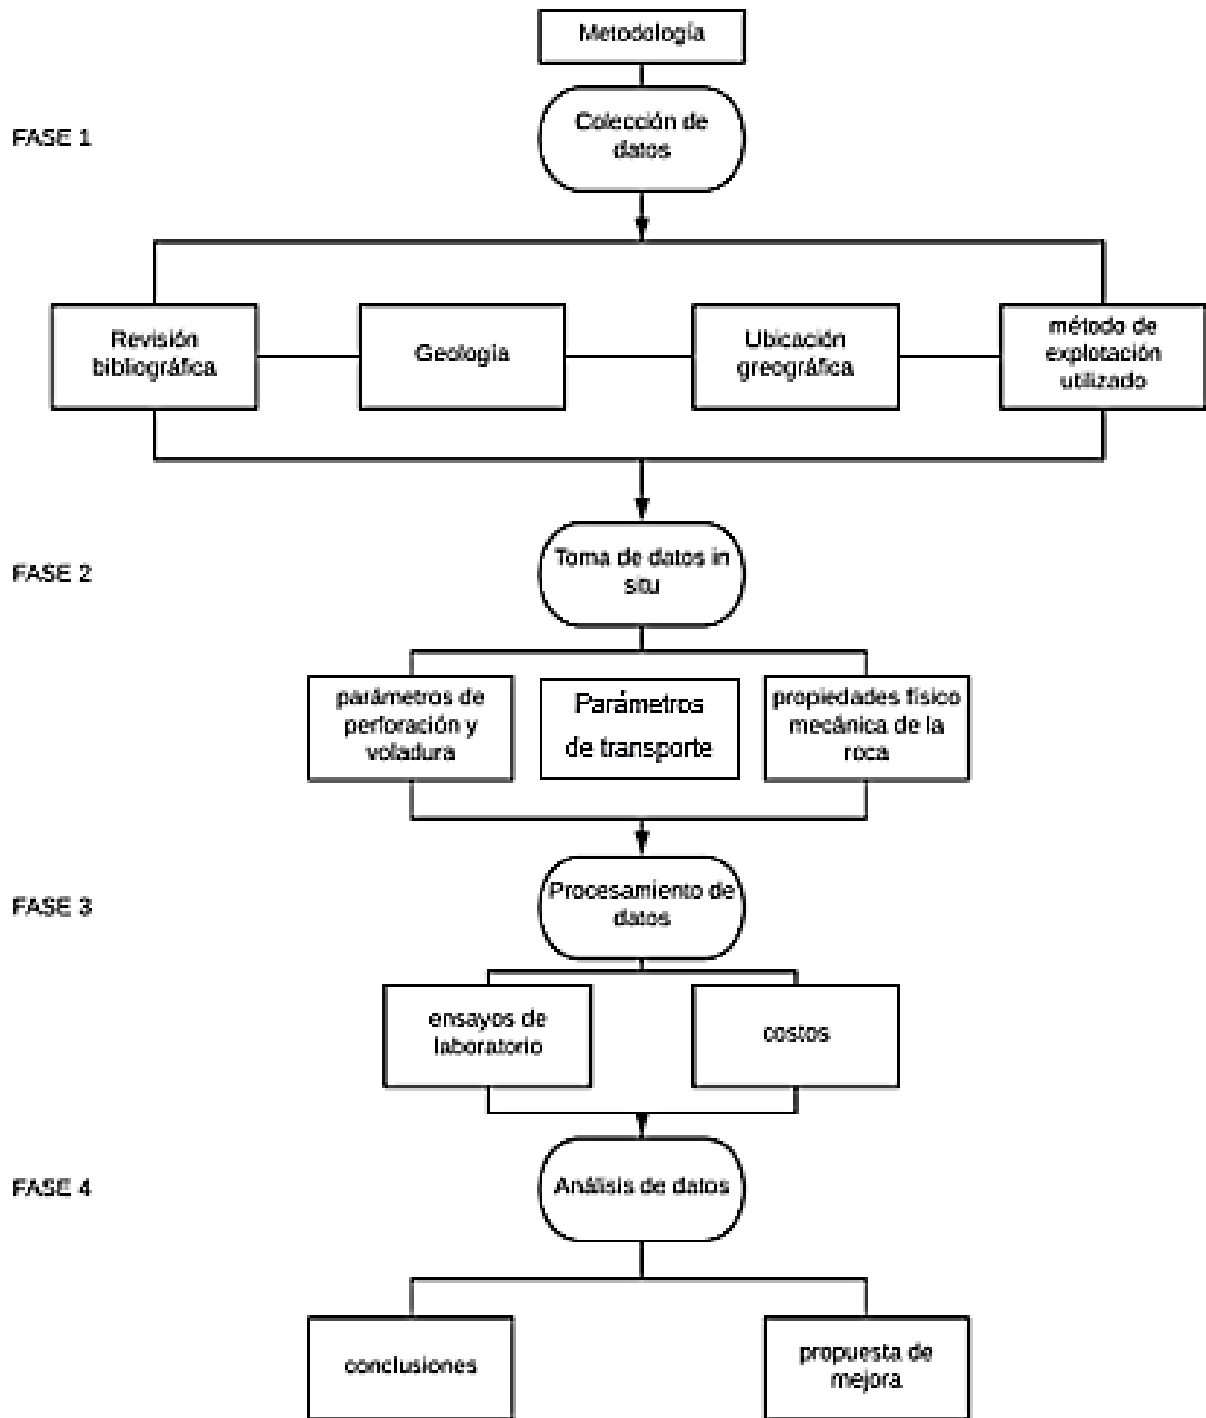 Metodología
FASE 1
Colección de
datos
Revisión
bibliográfica
Geología
Ubicación
greográfica
método de
explotación
utilizado
FASE 2
Toma de datos in
situ
parámetros de
perforación y
voladura
Parámetros
de transporte
propiedades físico
mecánica de la
roca
FASE 3
Procesamiento de
datos
ensayos de
laboratorio
costos
FASE 4
Análisis de datos
conclusiones
propuesta de
mejora